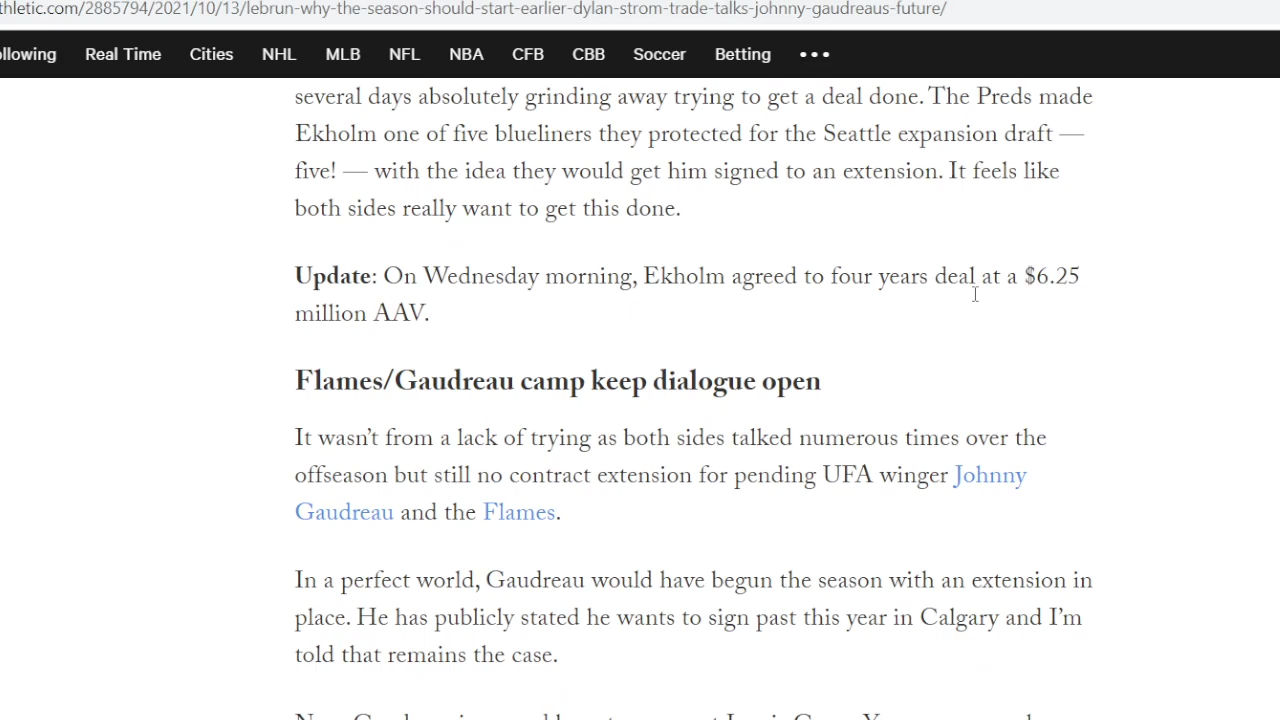 thletic.com/2885794/2021/10/13/lebrun-why-the-season-should-start-earlier-dylan-strom-trade-talks-johnny-gaudreaus-future/
ollowing Real Time Cities NHL MLB NFL NBA CFB CBB Soccer Betting •••
several days absolutely grinding away trying to get a deal done. The Preds made
Ekholm one of five blueliners they protected for the Seattle expansion draft —
five! — with the idea they would get him signed to an extension. It feels like
both sides really want to get this done.
Update: On Wednesday morning, Ekholm agreed to four years deal at a $6.25
million AAV.
Flames/Gaudreau camp keep dialogue open
It wasn’t from a lack of trying as both sides talked numerous times over the
offseason but still no contract extension for pending UFA winger Johnny
Gaudreau and the Flames.
In a perfect world, Gaudreau would have begun the season with an extension in
place. He has publicly stated he wants to sign past this year in Calgary and I’m
told that remains the case.